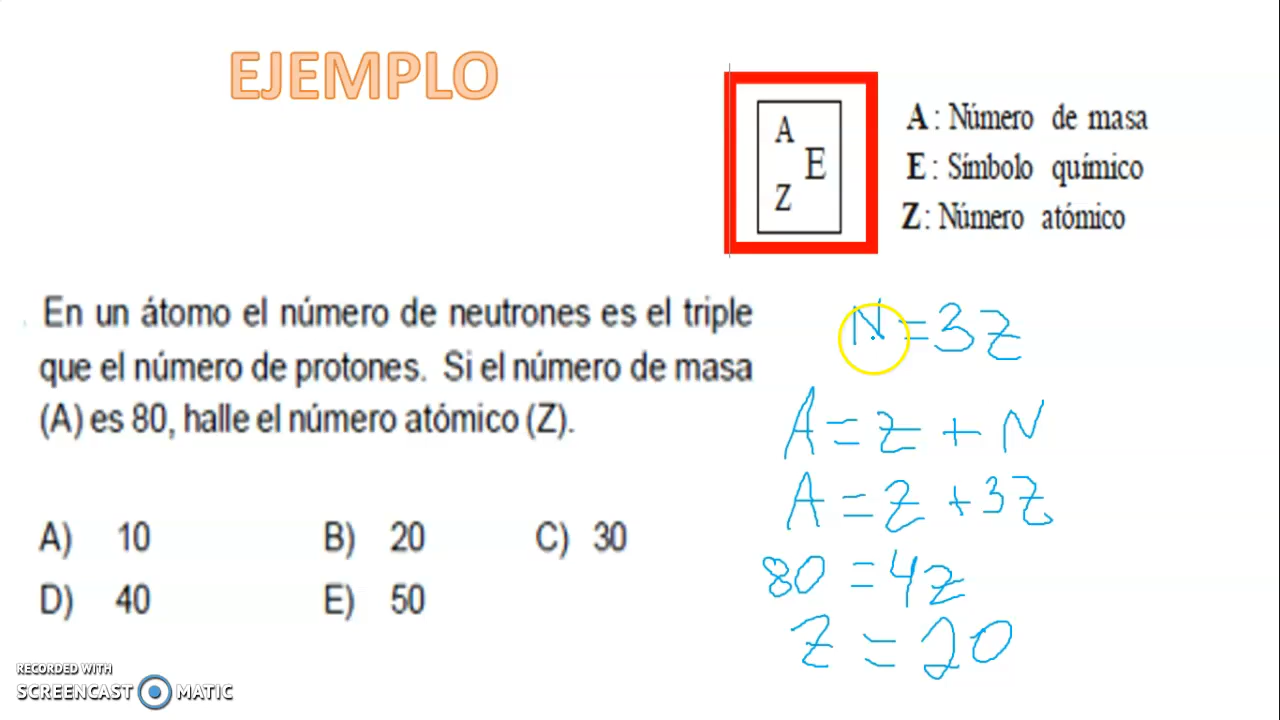 EJEMPLO
A
E
Z
A : Número de masa
E : Símbolo químico
Z : Número atómico
En un átomo el número de neutrones es el triple
que el número de protones. Si el número de masa
(A) es 80, halle el número atómico (Z).
A) 10 B) 20 C) 30
D) 40 E) 50
N = 3Z
A = Z + N
A = Z + 3Z
80 = 4Z
Z = 20
RECORDED WITH
SCREENCAST MATIC